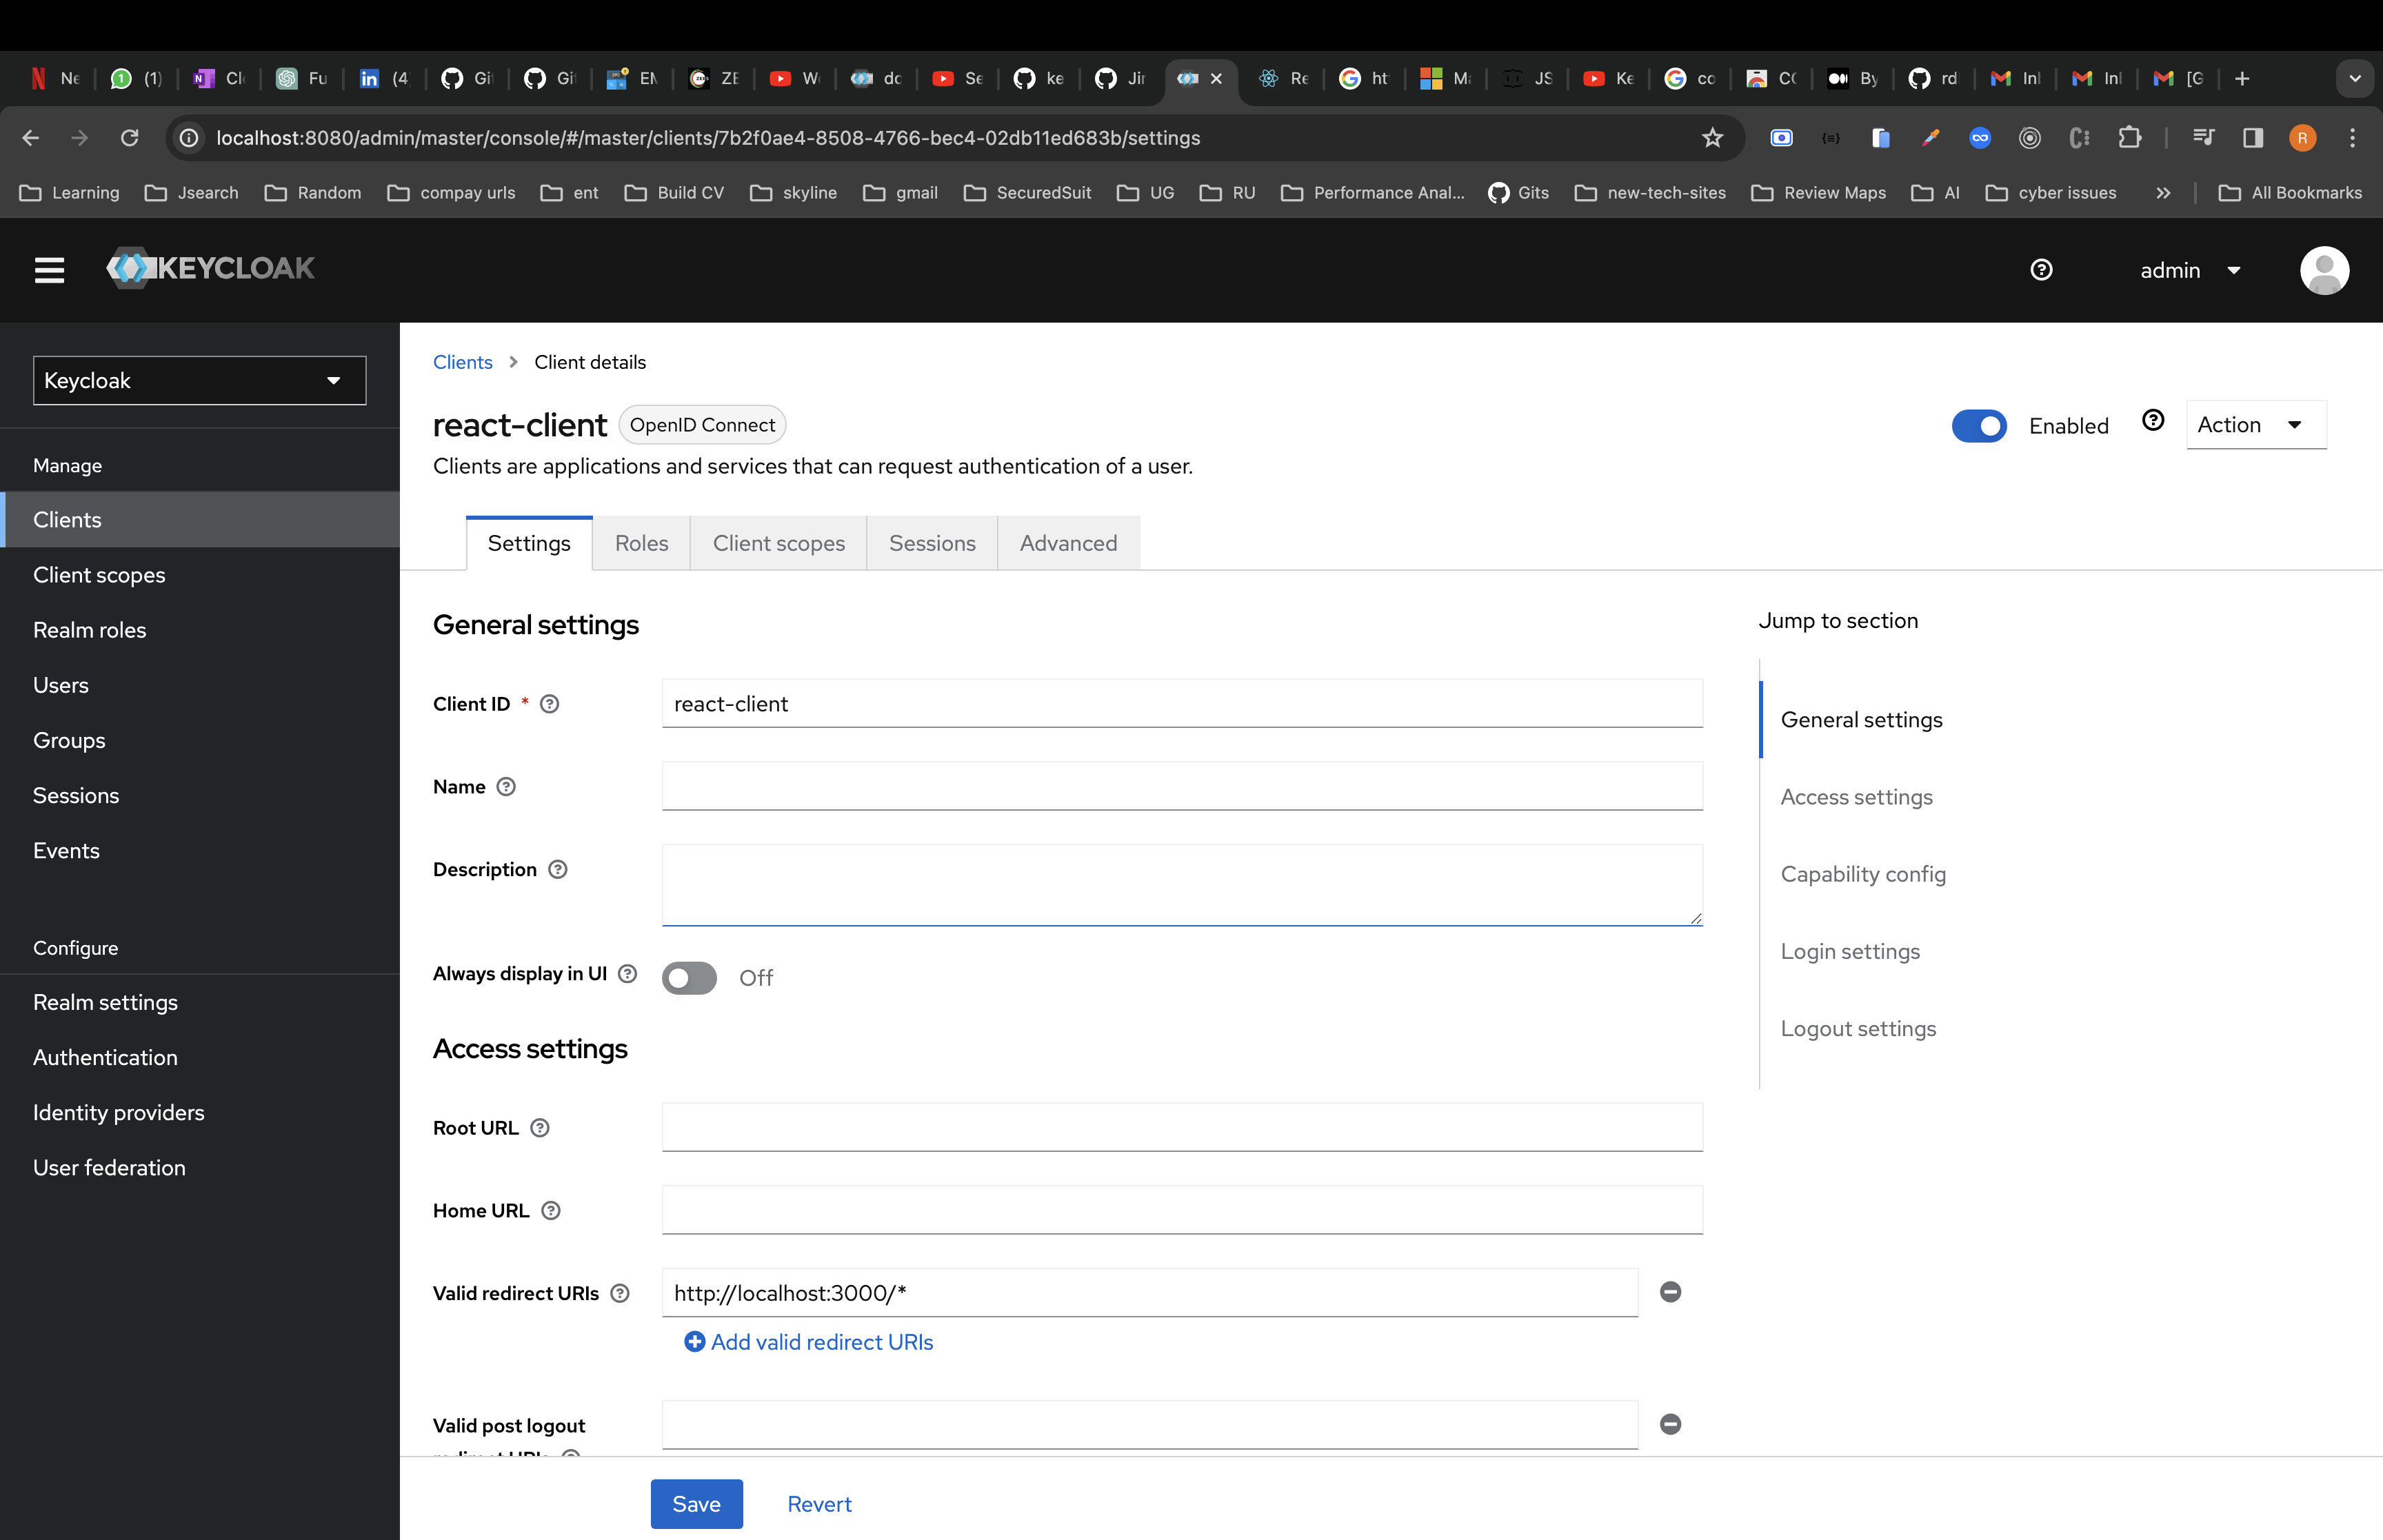 Ne (1) Cl Fu (4 Gi Gi EM ZE W do Se ke Jir Re ht Ma JS Ke co CO By rd Inl Inl [G
localhost:8080/admin/master/console/#/master/clients/7b2f0ae4-8508-4766-bec4-02db11ed683b/settings
R
Learning Jsearch Random compay urls ent Build CV skyline gmail SecuredSuit UG RU Performance Anal... Gits new-tech-sites Review Maps AI cyber issues » All Bookmarks
KEYCLOAK
admin
Keycloak
Manage
Clients
Client scopes
Realm roles
Users
Groups
Sessions
Events
Configure
Realm settings
Authentication
Identity providers
User federation
Clients > Client details
react-client OpenID Connect
Enabled
Action
Clients are applications and services that can request authentication of a user.
Settings Roles Client scopes Sessions Advanced
General settings
Client ID * react-client
Name
Description
Always display in UI Off
Access settings
Root URL
Home URL
Valid redirect URIs http://localhost:3000/*
Add valid redirect URIs
Valid post logout
redirect URIs
Save Revert
Jump to section
General settings
Access settings
Capability config
Login settings
Logout settings